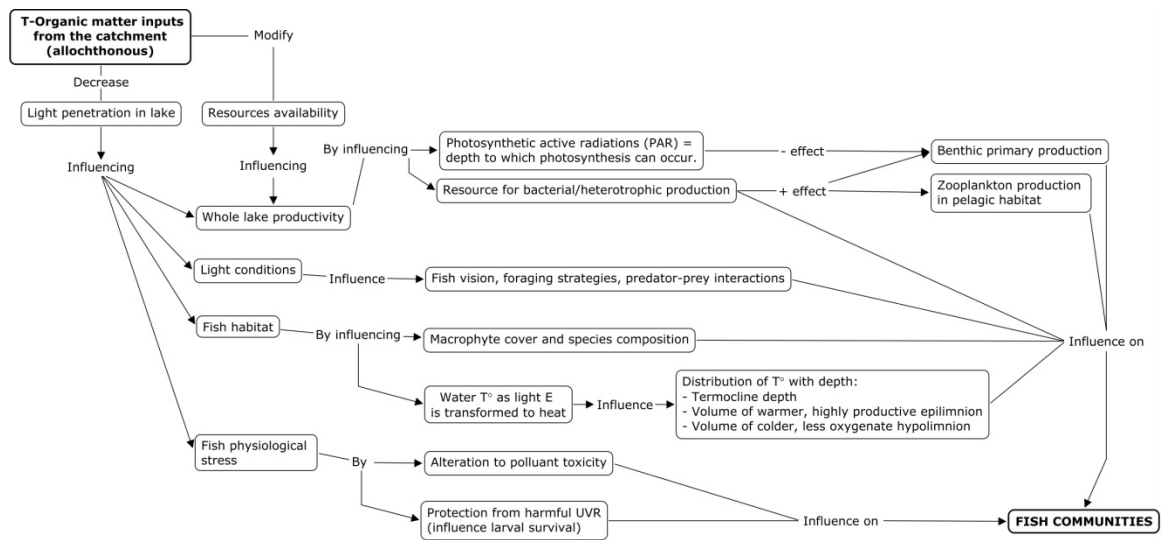 T-Organic matter inputs
from the catchment
(allochthonous)
Modify
Decrease
Light penetration in lake
Resources availability
Influencing
Influencing
By influencing
Photosynthetic active radiations (PAR) =
depth to which photosynthesis can occur.
- effect
Benthic primary production
Resource for bacterial/heterotrophic production
+ effect
Zooplankton production
in pelagic habitat
Whole lake productivity
Light conditions
Influence
Fish vision, foraging strategies, predator-prey interactions
Fish habitat
By influencing
Macrophyte cover and species composition
Influence on
Water T° as light E
is transformed to heat
Influence
Distribution of T° with depth:
- Termocline depth
- Volume of warmer, highly productive epilimnion
- Volume of colder, less oxygenate hypolimnion
Fish physiological
stress
By
Alteration to polluant toxicity
Protection from harmful UVR
(influence larval survival)
Influence on
FISH COMMUNITIES